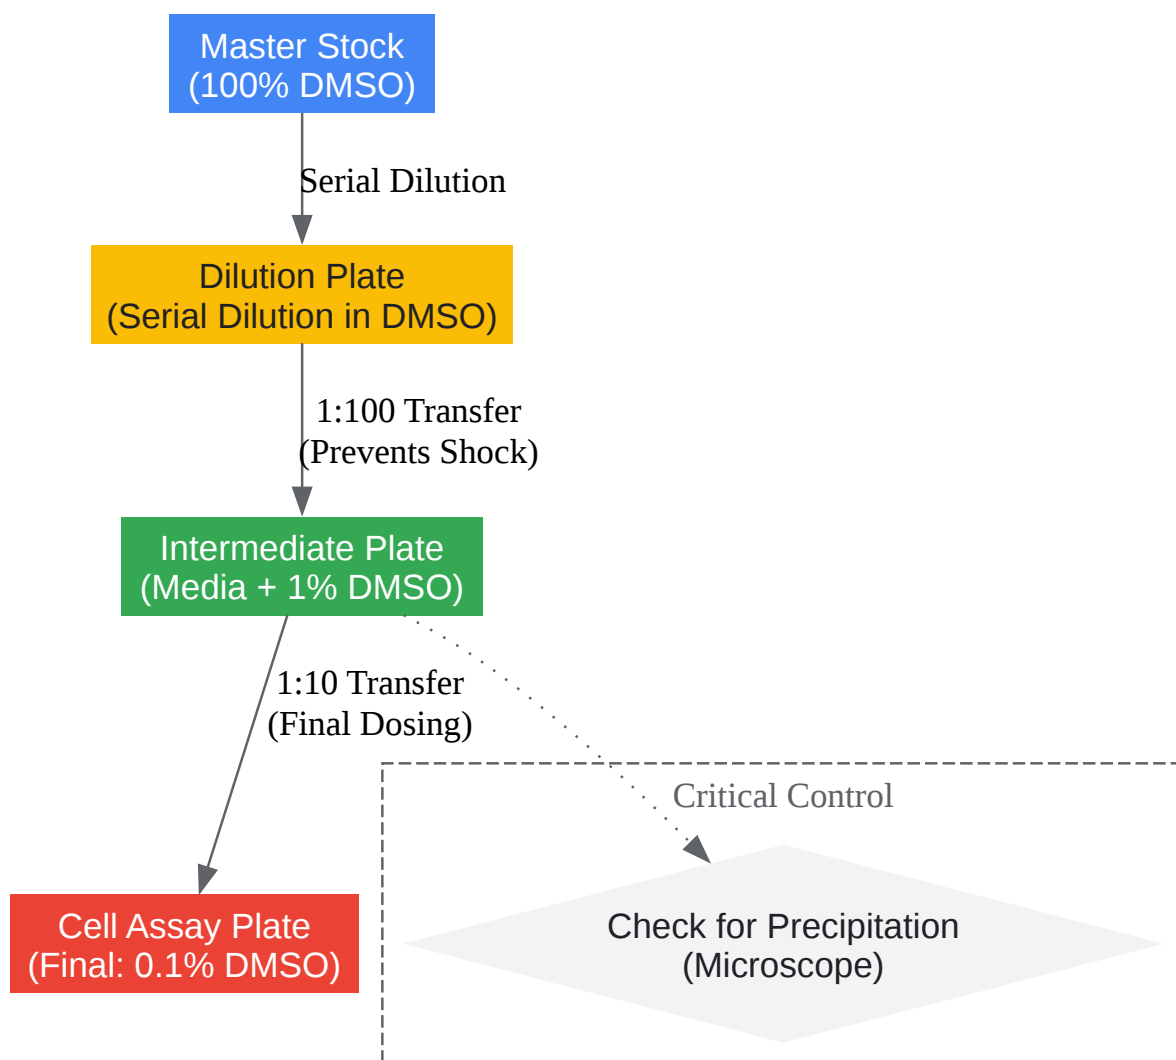 Master Stock
(100% DMSO)
Serial Dilution
Dilution Plate
(Serial Dilution in DMSO)
1:100 Transfer
(Prevents Shock)
Intermediate Plate
(Media + 1% DMSO)
1:10 Transfer
(Final Dosing)
Critical Control
Cell Assay Plate
(Final: 0.1% DMSO)
Check for Precipitation
(Microscope)